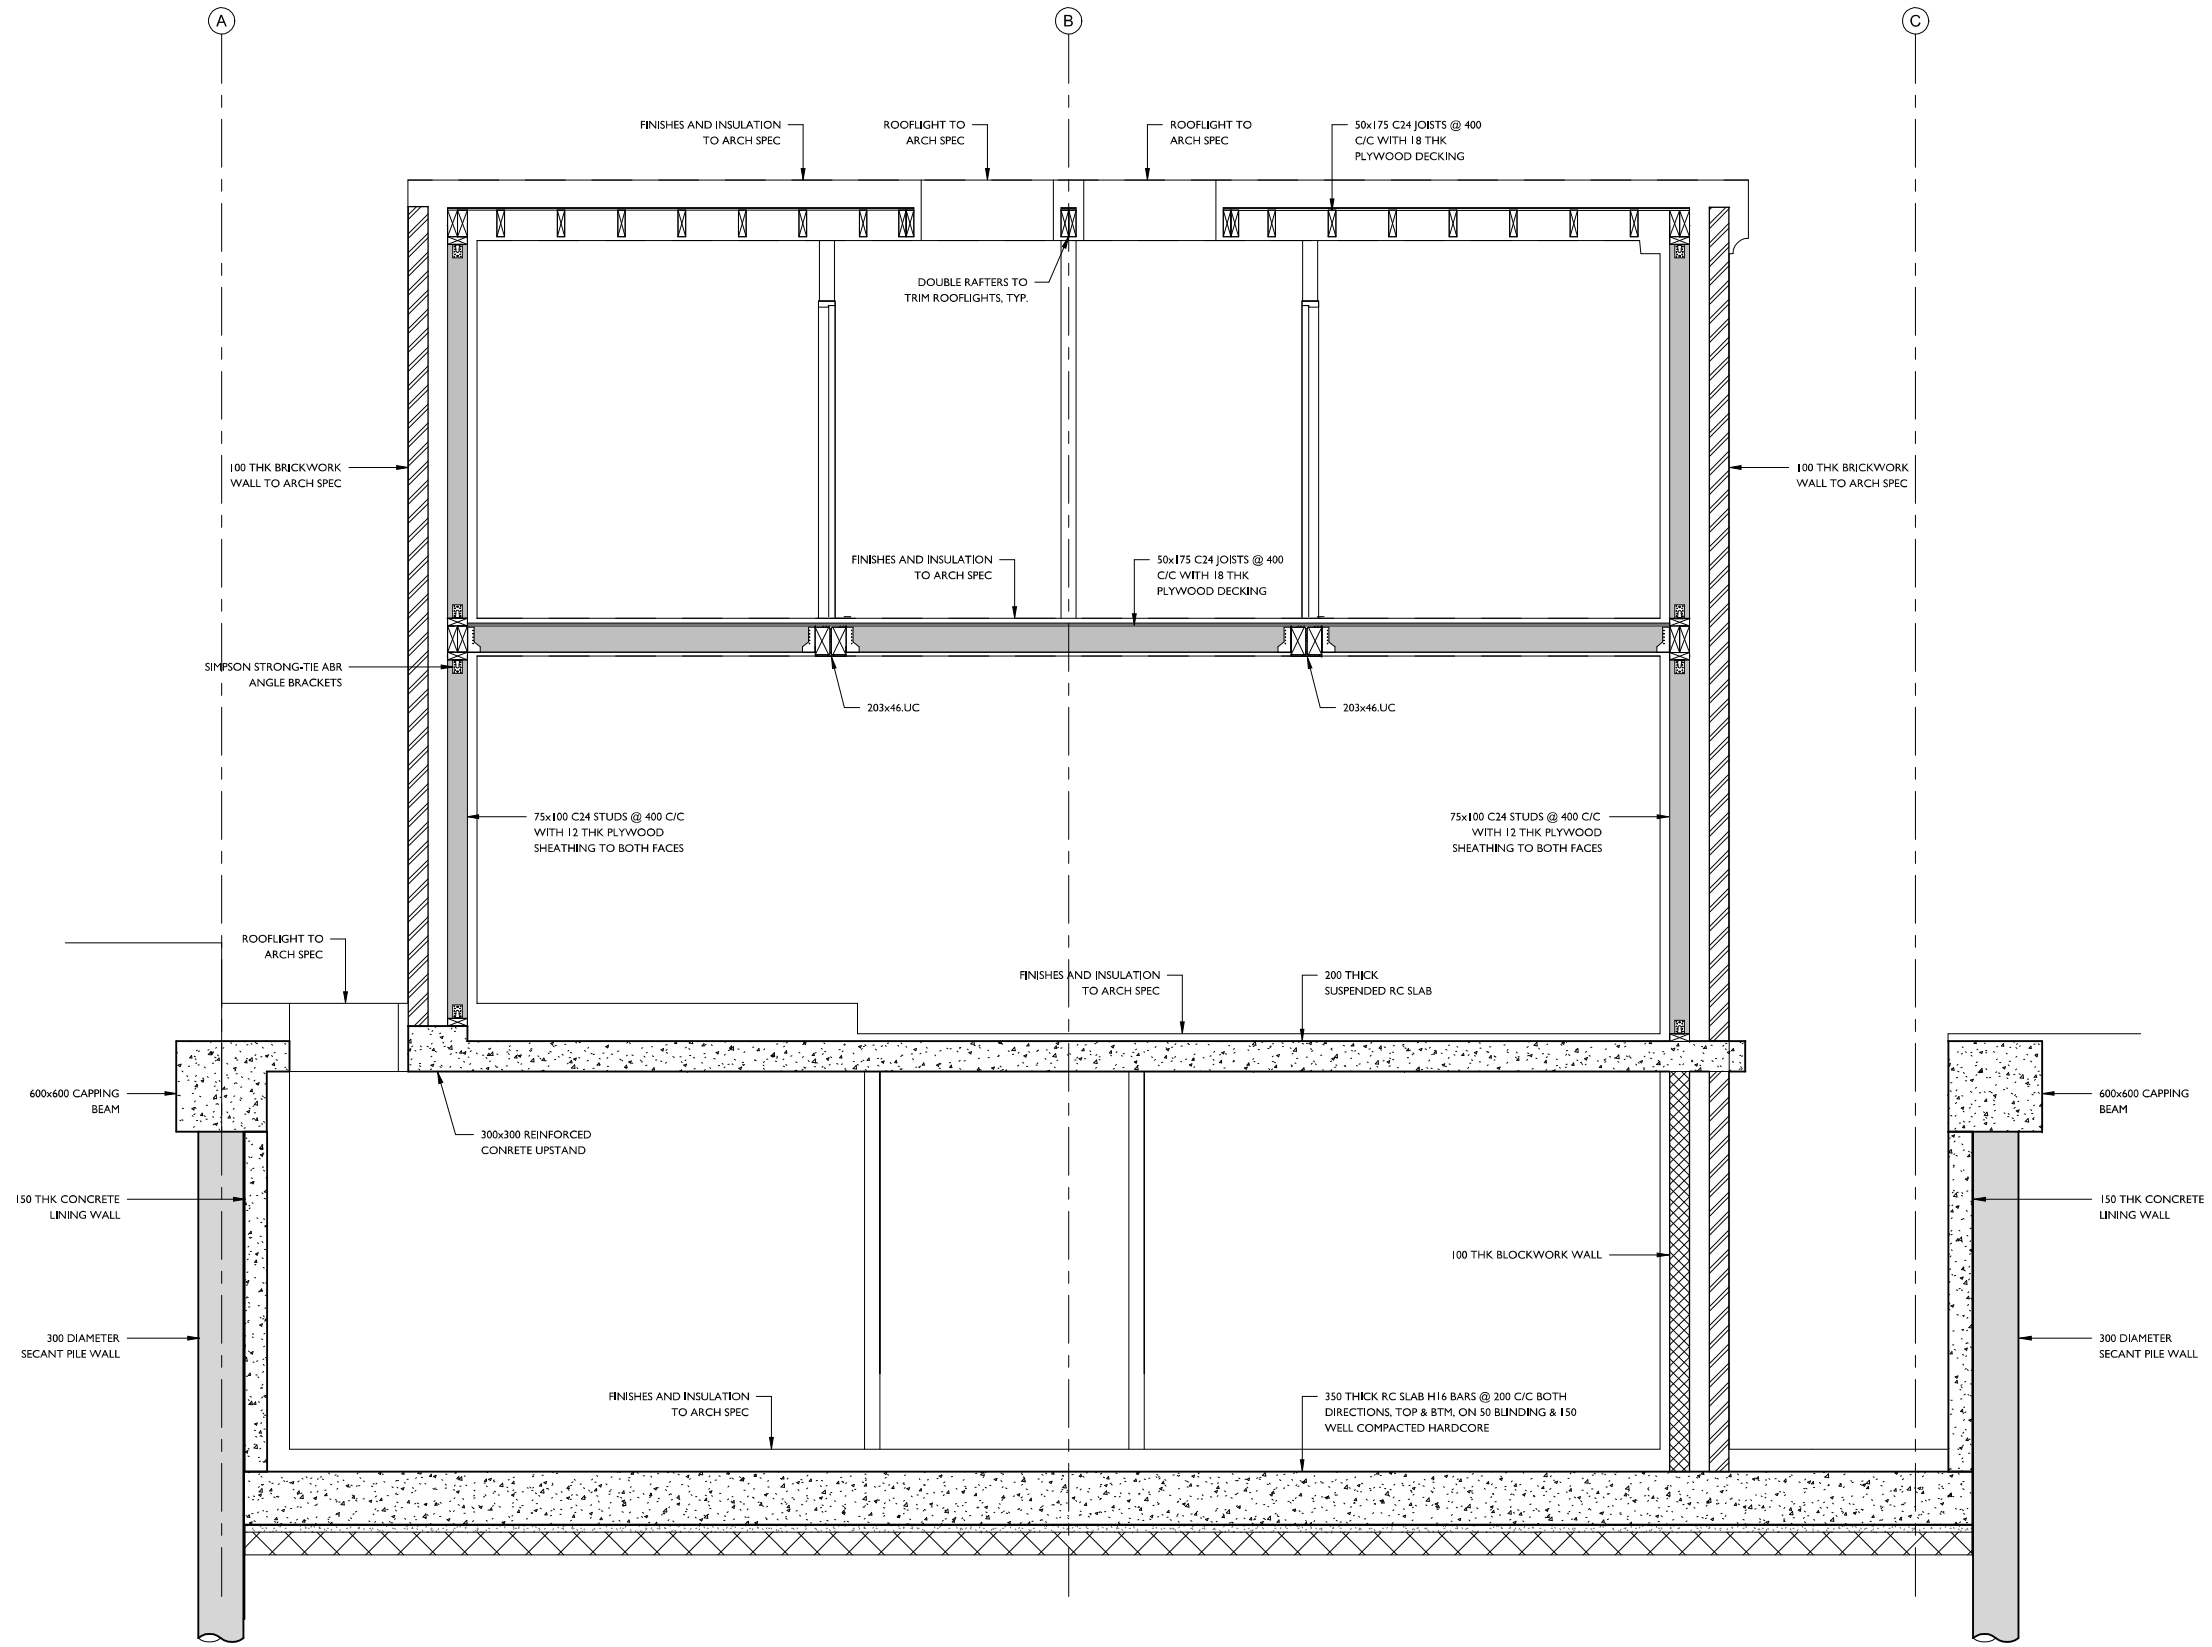 A
B
C
FINISHES AND INSULATION
TO ARCH SPEC
ROOFLIGHT TO
ARCH SPEC
ROOFLIGHT TO
ARCH SPEC
50x175 C24 JOISTS @ 400
C/C WITH 18 THK
PLYWOOD DECKING
DOUBLE RAFTERS TO
TRIM ROOFLIGHTS, TYP.
100 THK BRICKWORK
WALL TO ARCH SPEC
100 THK BRICKWORK
WALL TO ARCH SPEC
FINISHES AND INSULATION
TO ARCH SPEC
50x175 C24 JOISTS @ 400
C/C WITH 18 THK
PLYWOOD DECKING
SIMPSON STRONG-TIE ABR
ANGLE BRACKETS
203x46.UC
203x46.UC
75x100 C24 STUDS @ 400 C/C
WITH 12 THK PLYWOOD
SHEATHING TO BOTH FACES
75x100 C24 STUDS @ 400 C/C
WITH 12 THK PLYWOOD
SHEATHING TO BOTH FACES
ROOFLIGHT TO
ARCH SPEC
FINISHES AND INSULATION
TO ARCH SPEC
200 THICK
SUSPENDED RC SLAB
600x600 CAPPING
BEAM
600x600 CAPPING
BEAM
300x300 REINFORCED
CONRETE UPSTAND
150 THK CONCRETE
LINING WALL
150 THK CONCRETE
LINING WALL
100 THK BLOCKWORK WALL
300 DIAMETER
SECANT PILE WALL
300 DIAMETER
SECANT PILE WALL
FINISHES AND INSULATION
TO ARCH SPEC
350 THICK RC SLAB H16 BARS @ 200 C/C BOTH
DIRECTIONS, TOP & BTM, ON 50 BLINDING & 150
WELL COMPACTED HARDCORE